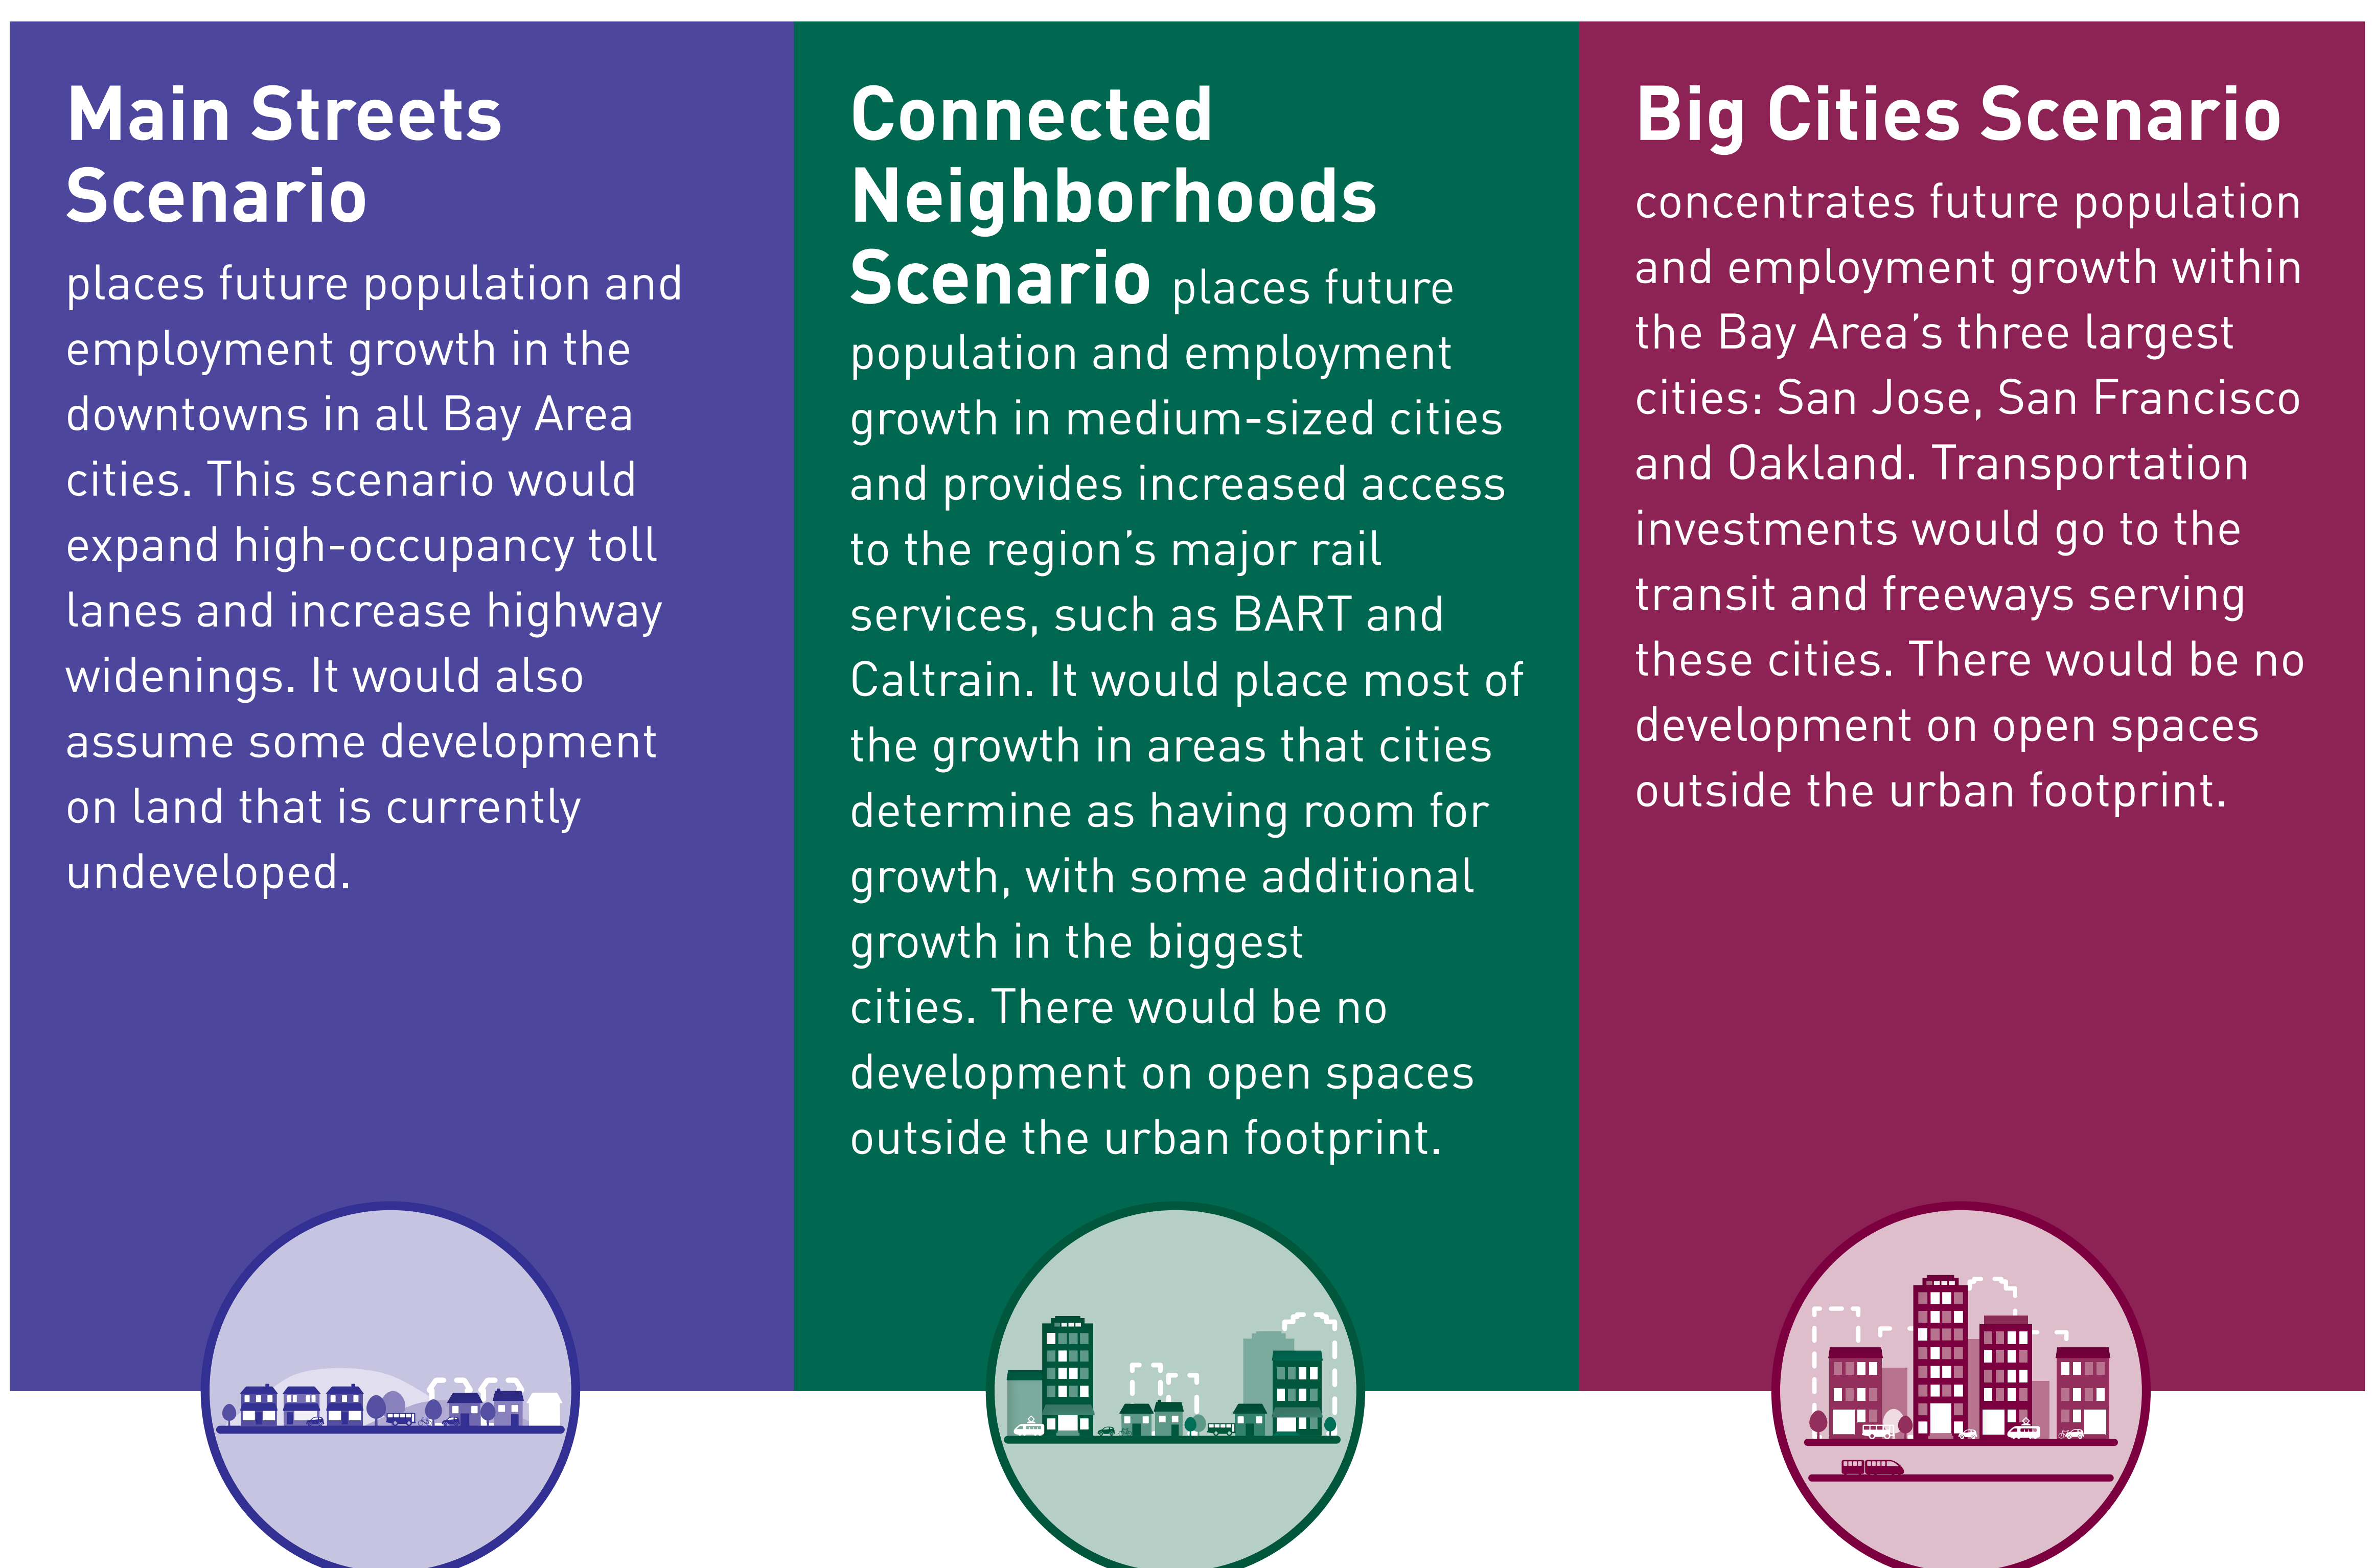 Main Streets
Scenario
places future population and
employment growth in the
downtowns in all Bay Area
cities. This scenario would
expand high-occupancy toll
lanes and increase highway
widenings. It would also
assume some development
on land that is currently
undeveloped.
Connected
Neighborhoods
Scenario places future
population and employment
growth in medium-sized cities
and provides increased access
to the region’s major rail
services, such as BART and
Caltrain. It would place most of
the growth in areas that cities
determine as having room for
growth, with some additional
growth in the biggest
cities. There would be no
development on open spaces
outside the urban footprint.
Big Cities Scenario
concentrates future population
and employment growth within
the Bay Area’s three largest
cities: San Jose, San Francisco
and Oakland. Transportation
investments would go to the
transit and freeways serving
these cities. There would be no
development on open spaces
outside the urban footprint.